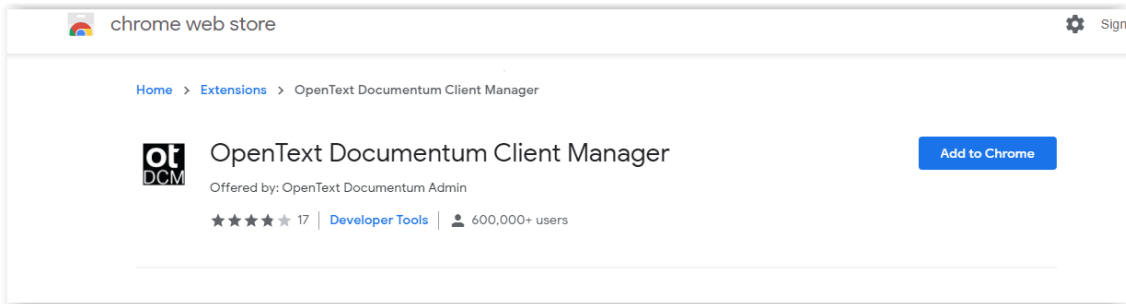 chrome web store
Sign
Home > Extensions > OpenText Documentum Client Manager
ot
DCM
OpenText Documentum Client Manager
Add to Chrome
Offered by: OpenText Documentum Admin
17 | Developer Tools | 600,000+ users